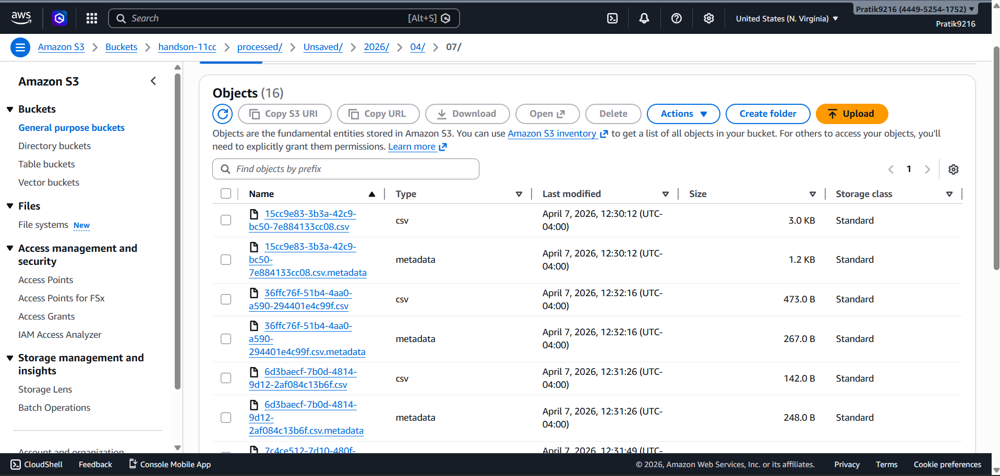 aws
Search
[Alt+S]
United States (N. Virginia)
Pratik9216 (4449-5254-1752)
Pratik9216
Amazon S3
Buckets
handson-11cc
processed/
Unsaved/
2026/
04/
07/
Amazon S3
Buckets
General purpose buckets
Directory buckets
Table buckets
Vector buckets
Files
File systems New
Access management and
security
Access Points
Access Points for FSx
Access Grants
IAM Access Analyzer
Storage management and
insights
Storage Lens
Batch Operations
Account and organization
Objects (16)
Copy S3 URI
Copy URL
Download
Open
Delete
Actions
Create folder
Upload
Objects are the fundamental entities stored in Amazon S3. You can use Amazon S3 inventory to get a list of all objects in your bucket. For others to access your objects, you'll
need to explicitly grant them permissions. Learn more
Find objects by prefix
1
Name
Type
Last modified
Size
Storage class
15cc9e83-3b3a-42c9-
bc50-7e884133cc08.csv
csv
April 7, 2026, 12:30:12 (UTC-
04:00)
3.0 KB
Standard
15cc9e83-3b3a-42c9-
bc50-
7e884133cc08.csv.metadata
metadata
April 7, 2026, 12:30:12 (UTC-
04:00)
1.2 KB
Standard
36ffc76f-51b4-4aa0-
a590-294401e4c99f.csv
csv
April 7, 2026, 12:32:16 (UTC-
04:00)
473.0 B
Standard
36ffc76f-51b4-4aa0-
a590-
294401e4c99f.csv.metadata
metadata
April 7, 2026, 12:32:16 (UTC-
04:00)
267.0 B
Standard
6d3baecf-7b0d-4814-
9d12-2af084c13b6f.csv
csv
April 7, 2026, 12:31:26 (UTC-
04:00)
142.0 B
Standard
6d3baecf-7b0d-4814-
9d12-
2af084c13b6f.csv.metadata
metadata
April 7, 2026, 12:31:26 (UTC-
04:00)
248.0 B
Standard
7c4ce512-7d10-480f-
April 7, 2026, 12:31:49 (UTC-
CloudShell
Feedback
Console Mobile App
© 2026, Amazon Web Services, Inc. or its affiliates.
Privacy
Terms
Cookie preferences